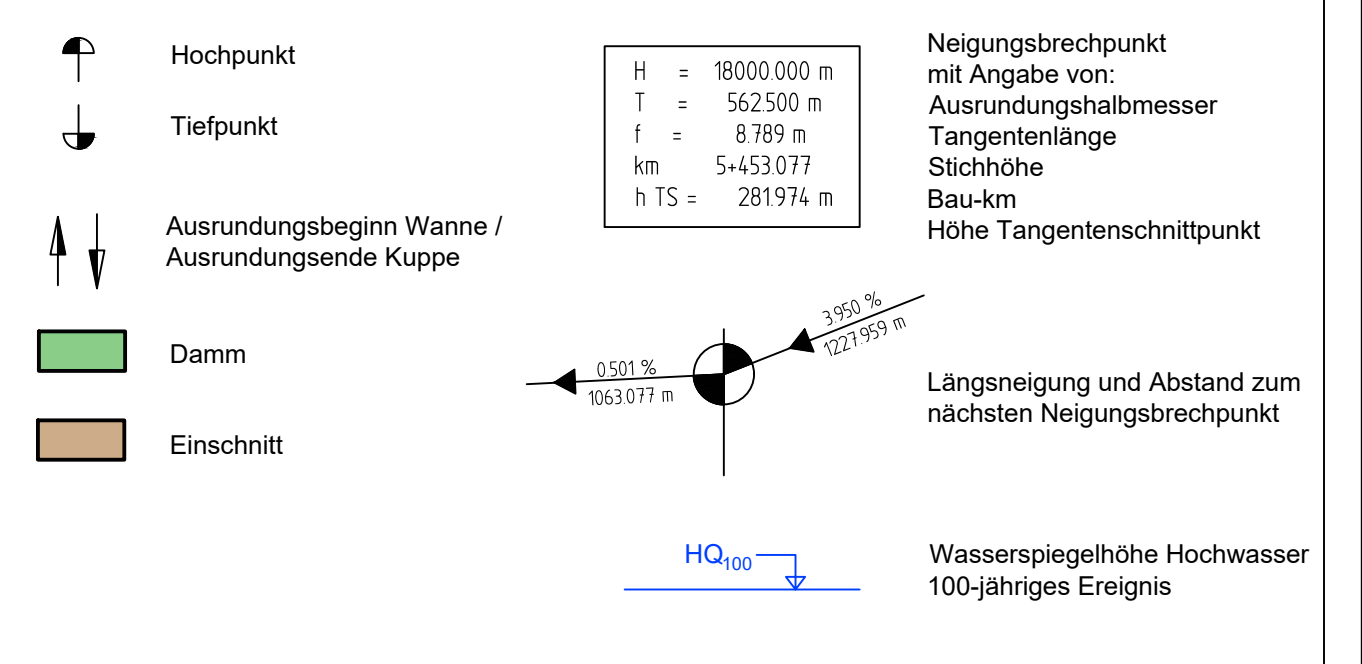 Hochpunkt
Tiefpunkt
Ausrundungsbeginn Wanne /
Ausrundungsende Kuppe
Damm
Einschnitt
H = 18000.000 m
T = 562.500 m
f = 8.789 m
km 5+453.077
h TS = 281.974 m
Neigungsbrechpunkt
mit Angabe von:
Ausrundungshalbmesser
Tangentenlänge
Stichhöhe
Bau-km
Höhe Tangentenschnittpunkt
3.950 %
1227.959 m
0.501 %
1063.077 m
Längsneigung und Abstand zum
nächsten Neigungsbrechpunkt
HQ100
Wasserspiegelhöhe Hochwasser
100-jähriges Ereignis